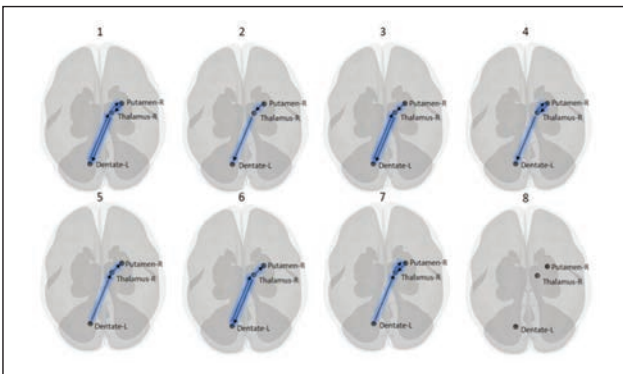 1 2 3 4
Putamen-R Putamen-R Putamen-R Putamen-R
Thalamus-R Thalamus-R Thalamus-R Thalamus-R
Dentate-L Dentate-L Dentate-L Dentate-L
5 6 7 8
Putamen-R Putamen-R Putamen-R Putamen-R
Thalamus-R Thalamus-R Thalamus-R Thalamus-R
Dentate-L Dentate-L Dentate-L Dentate-L